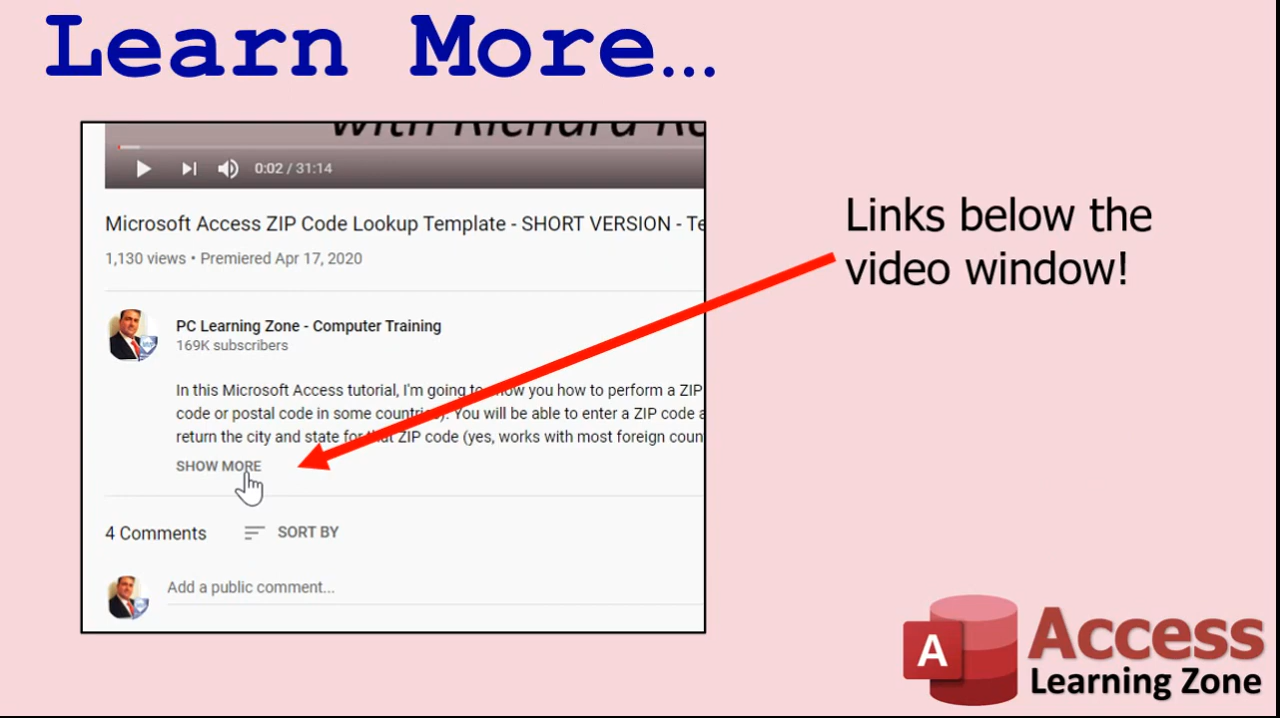 Learn More...
with Richard
0:02 / 31:14
Microsoft Access ZIP Code Lookup Template - SHORT VERSION - Te
1,130 views • Premiered Apr 17, 2020
PC Learning Zone - Computer Training
169K subscribers
In this Microsoft Access tutorial, I'm going to show you how to perform a ZIP
code or postal code in some countries). You will be able to enter a ZIP code a
return the city and state for that ZIP code (yes, works with most foreign coun
SHOW MORE
4 Comments
SORT BY
Add a public comment...
Links below the
video window!
A
Access
Learning Zone